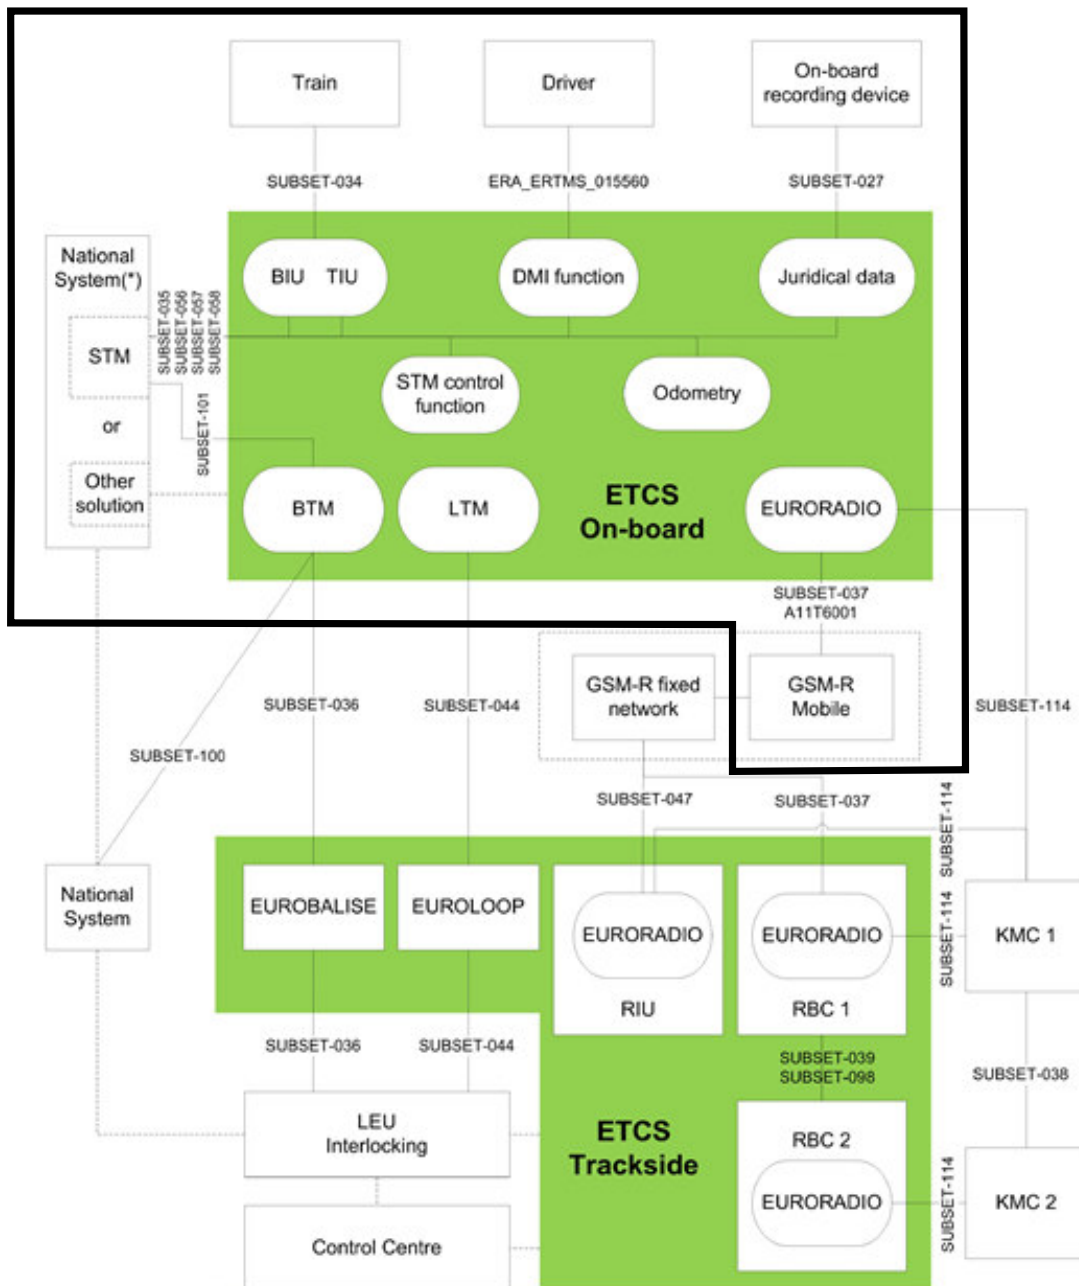 Train
Driver
On-board
recording device
SUBSET-034
ERA_ERTMS_015560
SUBSET-027
National
System(*)
BIU TIU
DMI function
Juridical data
SUBSET-035
SUBSET-056
SUBSET-057
SUBSET-058
STM
STM control
function
Odometry
or
SUBSET-101
Other
solution
BTM
LTM
ETCS
On-board
EURORADIO
SUBSET-037
A11T6001
GSM-R fixed
network
GSM-R
Mobile
SUBSET-036
SUBSET-044
SUBSET-114
SUBSET-100
SUBSET-047
SUBSET-037
SUBSET-114
National
System
EUROBALISE
EUROLOOP
EURORADIO
RIU
EURORADIO
RBC 1
SUBSET-114
KMC 1
SUBSET-036
SUBSET-044
SUBSET-039
SUBSET-098
SUBSET-038
LEU
Interlocking
ETCS
Trackside
RBC 2
EURORADIO
SUBSET-114
KMC 2
Control Centre